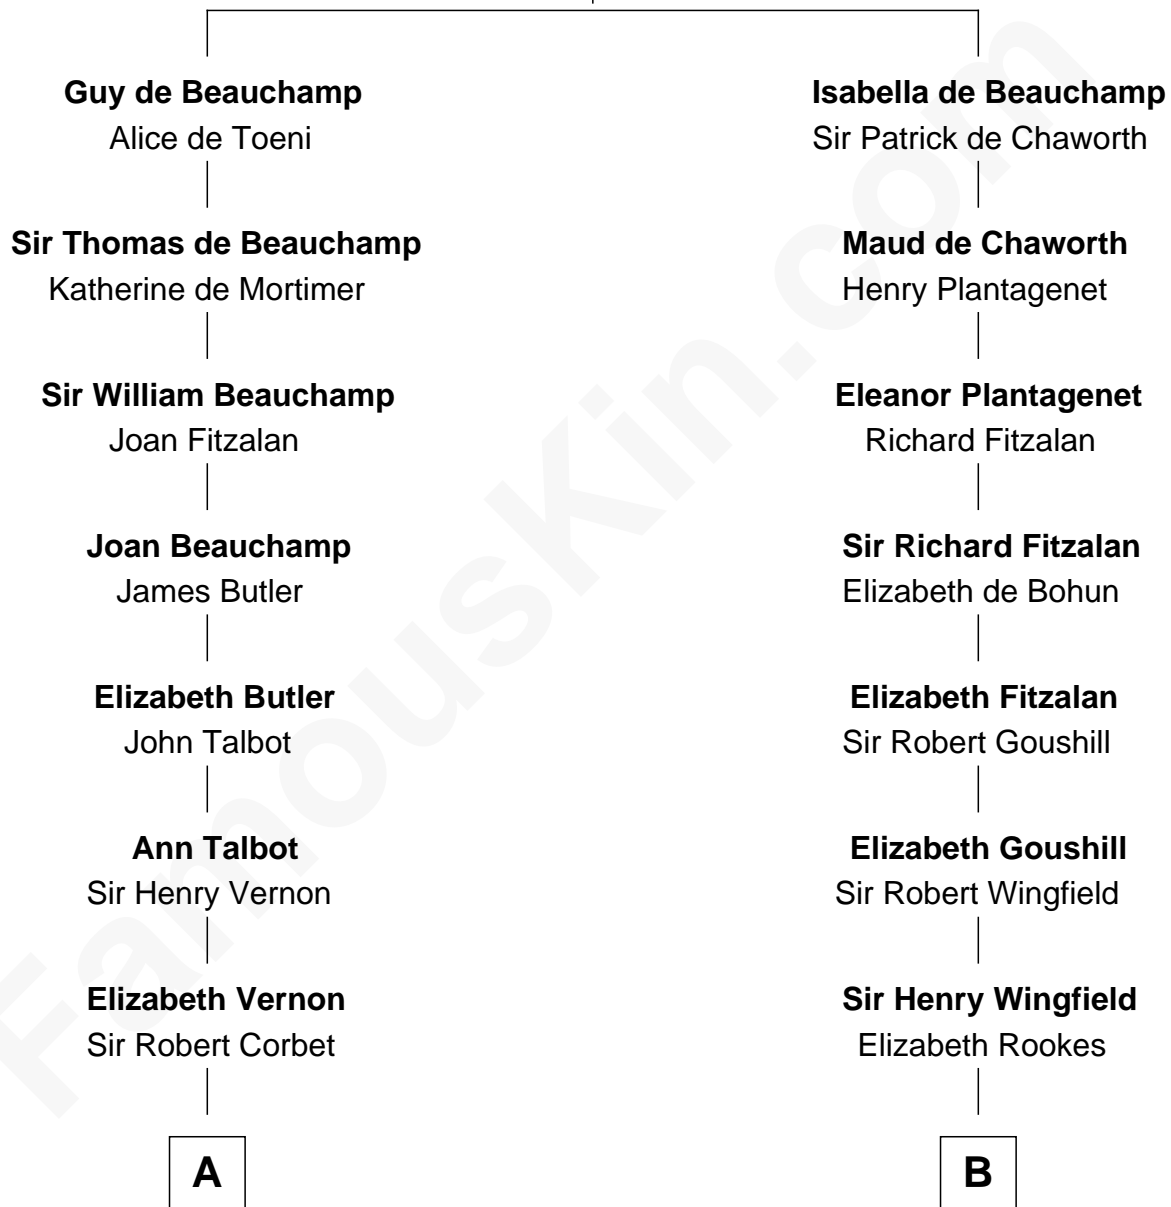 Guy de Beauchamp
Alice de Toeni
Isabella de Beauchamp
Sir Patrick de Chaworth
Sir Thomas de Beauchamp
Katherine de Mortimer
Maud de Chaworth
Henry Plantagenet
Sir William Beauchamp
Joan Fitzalan
Eleanor Plantagenet
Richard Fitzalan
Joan Beauchamp
James Butler
Sir Richard Fitzalan
Elizabeth de Bohun
Elizabeth Butler
John Talbot
Elizabeth Fitzalan
Sir Robert Goushill
Ann Talbot
Sir Henry Vernon
Elizabeth Goushill
Sir Robert Wingfield
Elizabeth Vernon
Sir Robert Corbet
Sir Henry Wingfield
Elizabeth Rookes
A
B
FamousKin.com